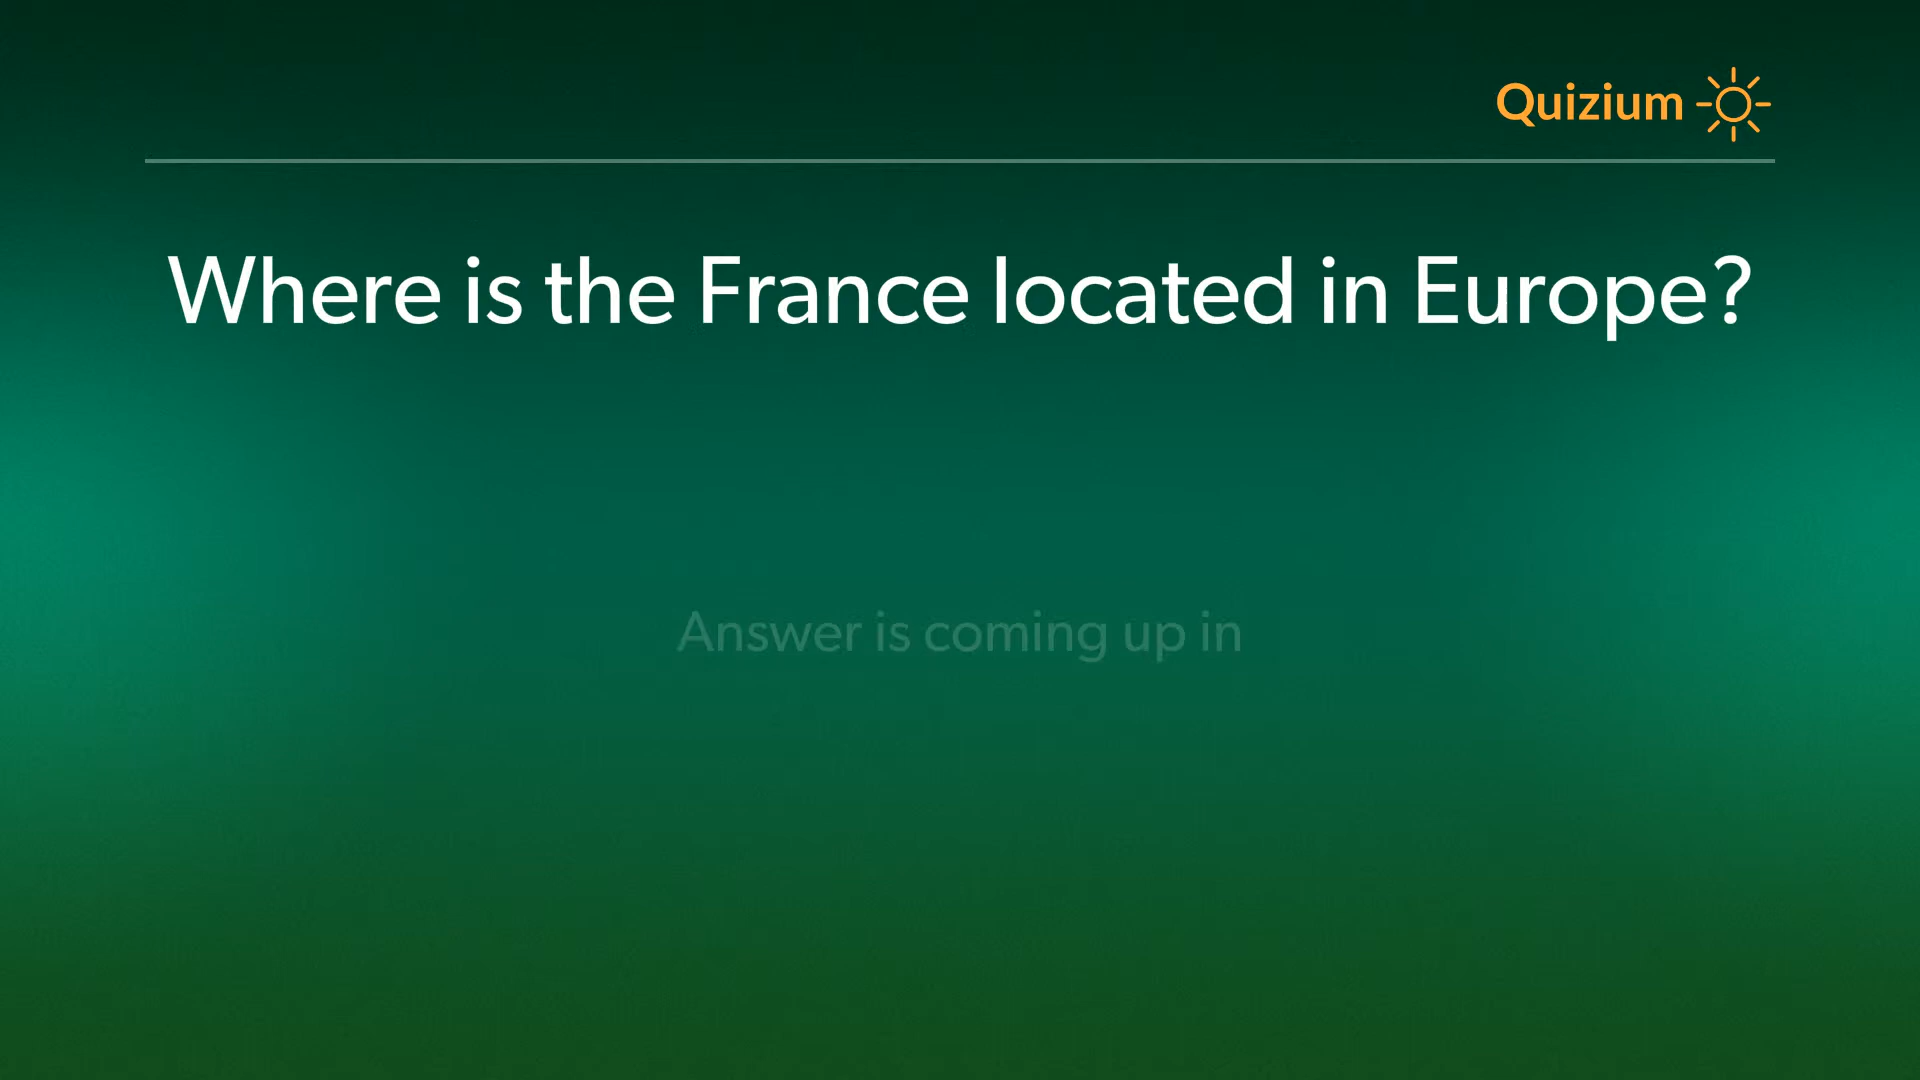 Quizium
Where is the France located in Europe?
Answer is coming up in